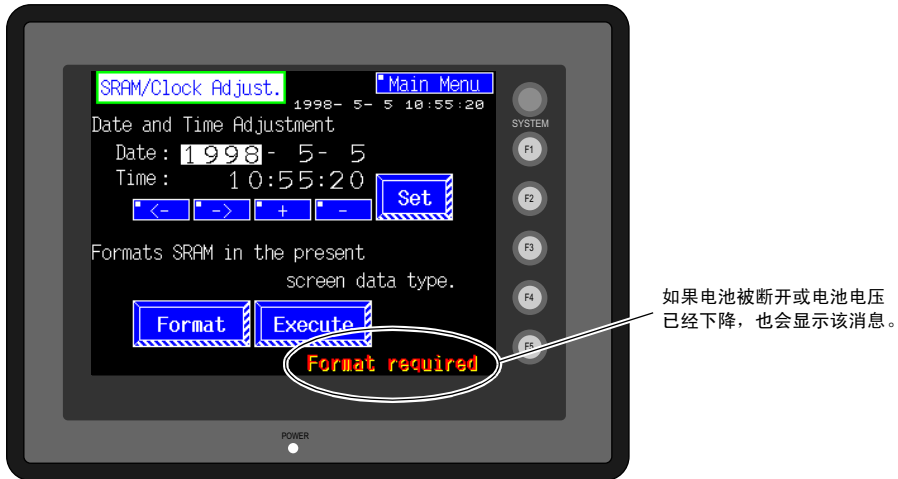 SRAM/Clock Adjust.
Main Menu
1998- 5- 5 10:55:20
Date and Time Adjustment
Date: 1998- 5- 5
Time: 10:55:20
<- -> + - Set
Formats SRAM in the present
screen data type.
Format Execute
Format required
SYSTEM
F1
F2
F3
F4
F5
POWER
如果电池被断开或电池电压
已经下降，也会显示该消息。